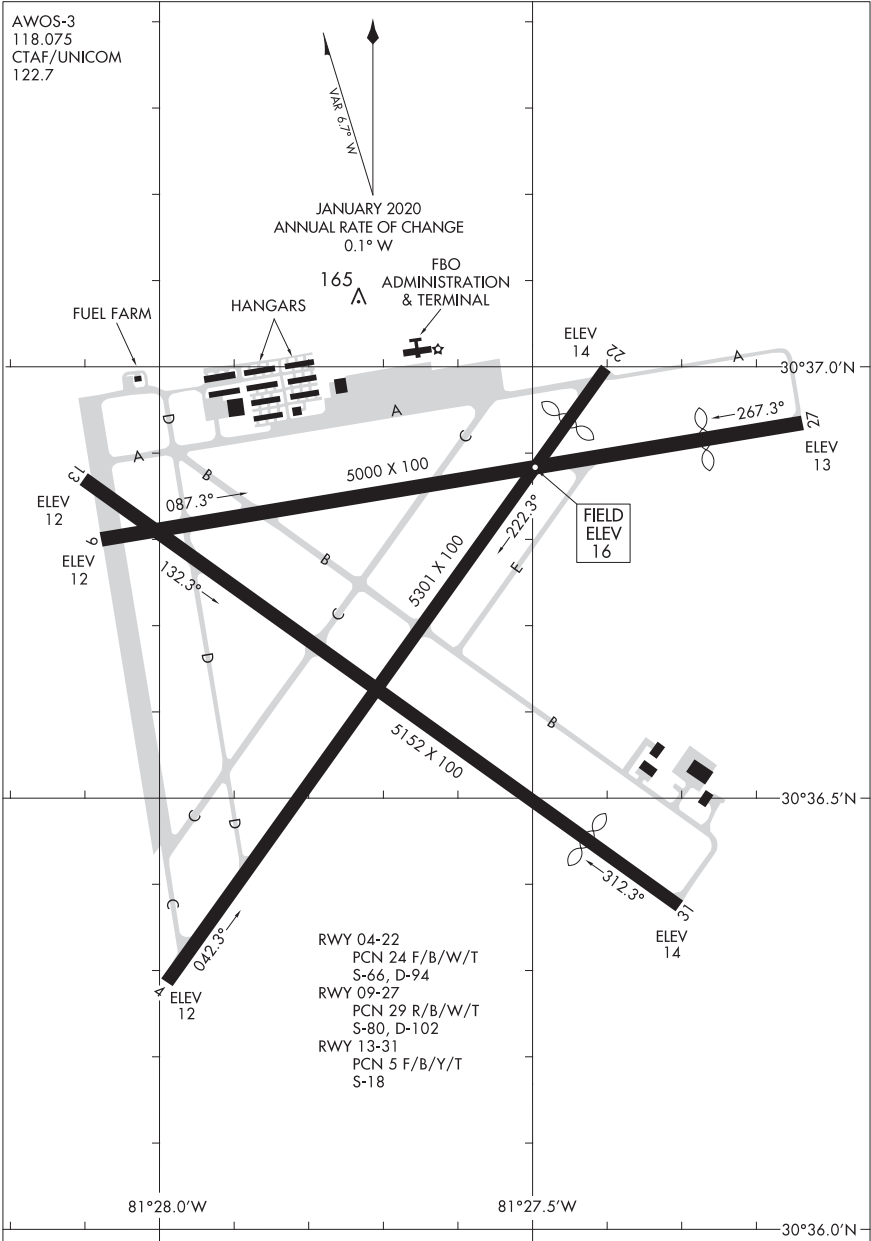 AWOS-3
118.075
CTAF/UNICOM
122.7
VAR 6.7° W
JANUARY 2020
ANNUAL RATE OF CHANGE
0.1° W
165
FBO
ADMINISTRATION
& TERMINAL
FUEL FARM
HANGARS
ELEV
14
22
A
30°37.0'N
D
A
C
267.3°
27
ELEV
13
A
B
5000 X 100
13
ELEV
12
087.3°
222.3°
FIELD
ELEV
16
9
ELEV
12
132.3°
B
5301 X 100
E
C
D
B
5152 X 100
30°36.5'N
C
D
312.3°
31
ELEV
14
C
042.3°
4
ELEV
12
RWY 04-22
PCN 24 F/B/W/T
S-66, D-94
RWY 09-27
PCN 29 R/B/W/T
S-80, D-102
RWY 13-31
PCN 5 F/B/Y/T
S-18
81°28.0'W
81°27.5'W
30°36.0'N